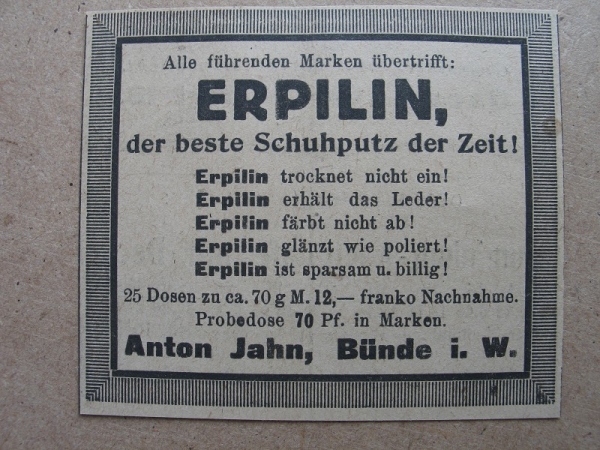 Alle führenden Marken übertrifft:
ERPILIN,
der beste Schuhputz der Zeit!
Erpilin trocknet nicht ein!
Erpilin erhält das Leder!
Erpilin färbt nicht ab!
Erpilin glänzt wie poliert!
Erpilin ist sparsam u. billig!
25 Dosen zu ca. 70 g M. 12,— franko Nachnahme.
Probedose 70 Pf. in Marken.
Anton Jahn, Bünde i. W.